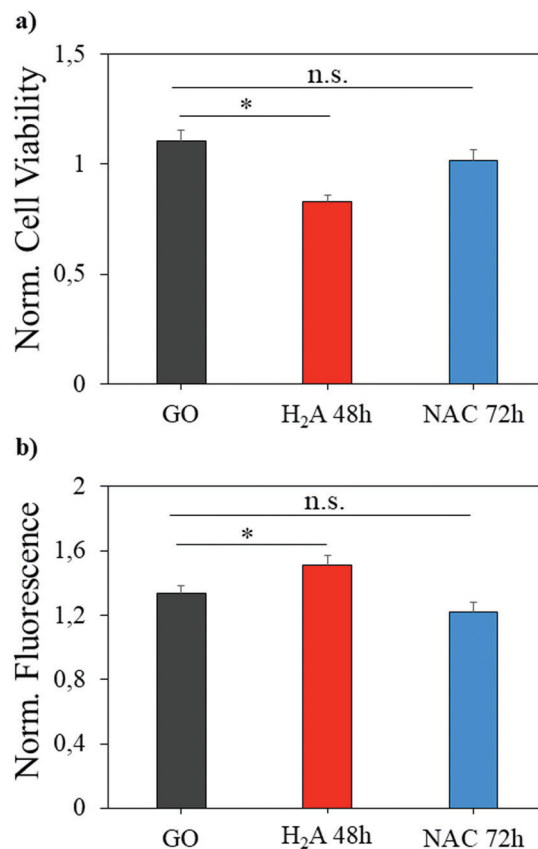 a)
Norm. Cell Viability
1,5
1
0,5
0
n.s.
*
GO
H₂A 48h
NAC 72h
b)
Norm. Fluorescence
2
1,6
1,2
0,8
0,4
0
n.s.
*
GO
H₂A 48h
NAC 72h